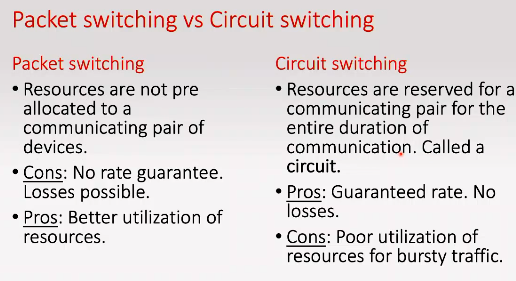 Packet switching vs Circuit switching
Packet switching
• Resources are not pre
allocated to a
communicating pair of
devices.
• Cons: No rate guarantee.
Losses possible.
• Pros: Better utilization of
resources.
Circuit switching
• Resources are reserved for a
communicating pair for the
entire duration of
communication. Called a
circuit.
• Pros: Guaranteed rate. No
losses.
• Cons: Poor utilization of
resources for bursty traffic.